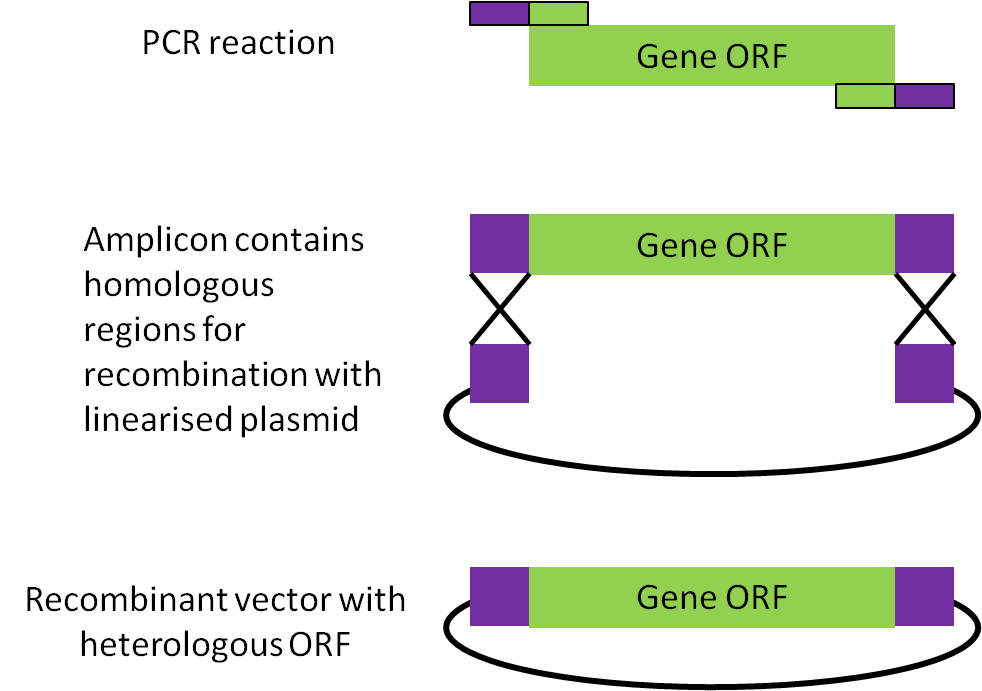 PCR reaction
Gene ORF
Amplicon contains
homologous
regions for
recombination with
linearised plasmid
Gene ORF
Recombinant vector with
heterologous ORF
Gene ORF